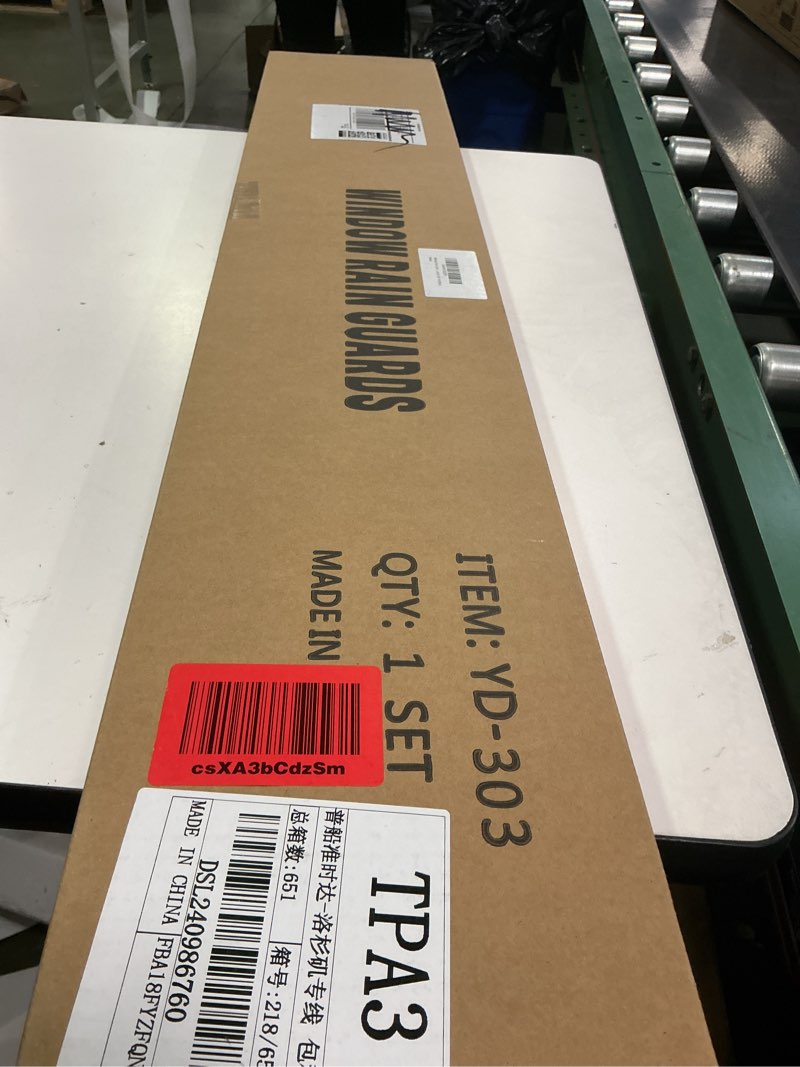 WINDOW RAIN GUARDS
ITEM: YD-303
QTY: 1 SET
MADE IN
csXA3bCdzSm
TPA3
普船准时达-洛杉矶专线
总箱数:651 箱号:218/65
DSL240986760
MADE IN CHINA FBA18FYZFQN